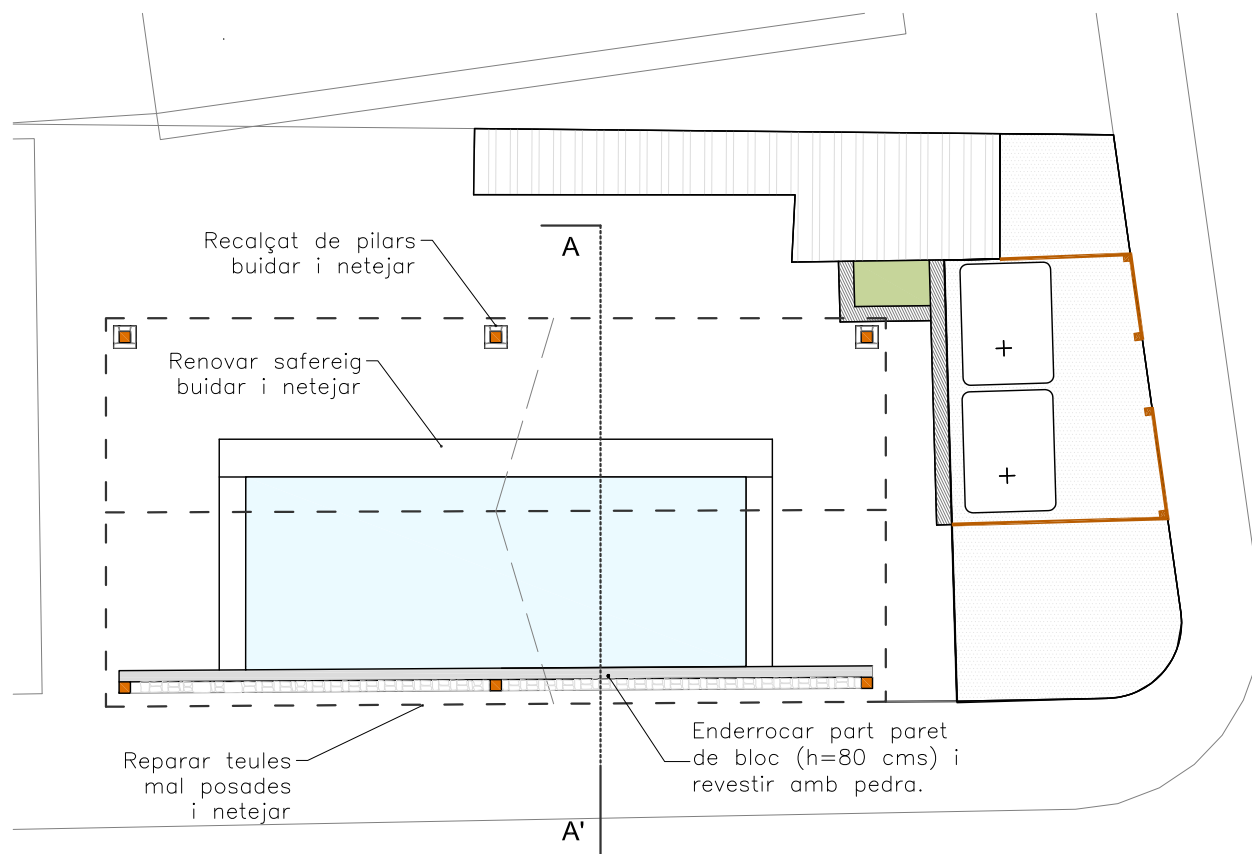 A
Recalçat de pilars
buidar i netejar
Renovar safereig
buidar i netejar
Enderrocar part paret
de bloc (h=80 cms) i
revestir amb pedra.
Reparar teules
mal posades
i netejar
A'